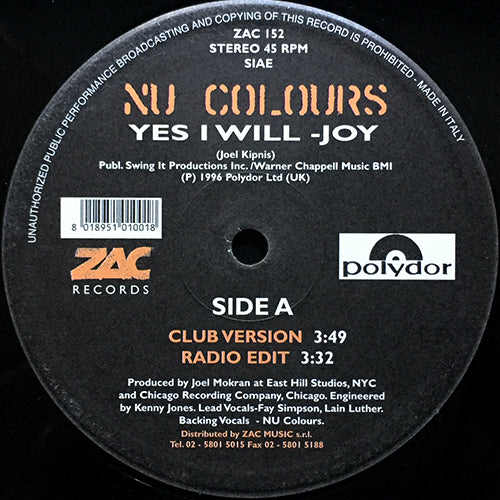 UNAUTHORIZED PUBLIC PERFORMANCE BROADCASTING AND COPYING OF THIS RECORD IS PROHIBITED - MADE IN ITALY
ZAC 152
STEREO 45 RPM
SIAE
NU COLOURS
YES I WILL -JOY
(Joel Kipnis)
Publ. Swing It Productions Inc. /Warner Chappell Music BMI
(P) 1996 Polydor Ltd (UK)
8 018951 010018
ZAC
RECORDS
polydor
SIDE A
CLUB VERSION 3:49
RADIO EDIT 3:32
Produced by Joel Mokran at East Hill Studios, NYC
and Chicago Recording Company, Chicago. Engineered
by Kenny Jones. Lead Vocals-Fay Simpson, Lain Luther.
Backing Vocals - NU Colours.
Distributed by ZAC MUSIC s.r.l.
Tel. 02 - 5801 5015 Fax 02 - 5801 5188